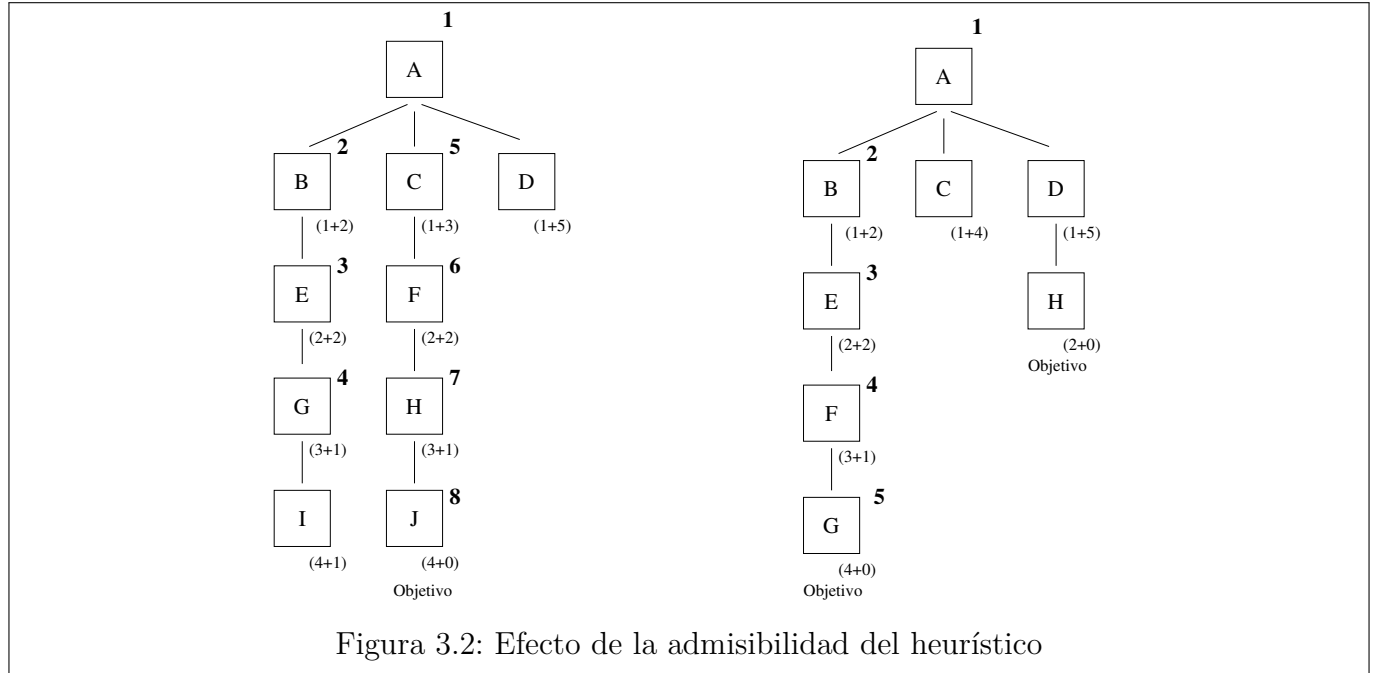 1
A
2
5
B
C
D
(1+2)
(1+3)
(1+5)
3
6
E
F
(2+2)
(2+2)
4
7
G
H
(3+1)
(3+1)
8
I
J
(4+1)
(4+0)
Objetivo
1
A
2
B
C
D
(1+2)
(1+4)
(1+5)
3
E
H
(2+2)
(2+0)
Objetivo
4
F
(3+1)
5
G
(4+0)
Objetivo
Figura 3.2: Efecto de la admisibilidad del heurístico